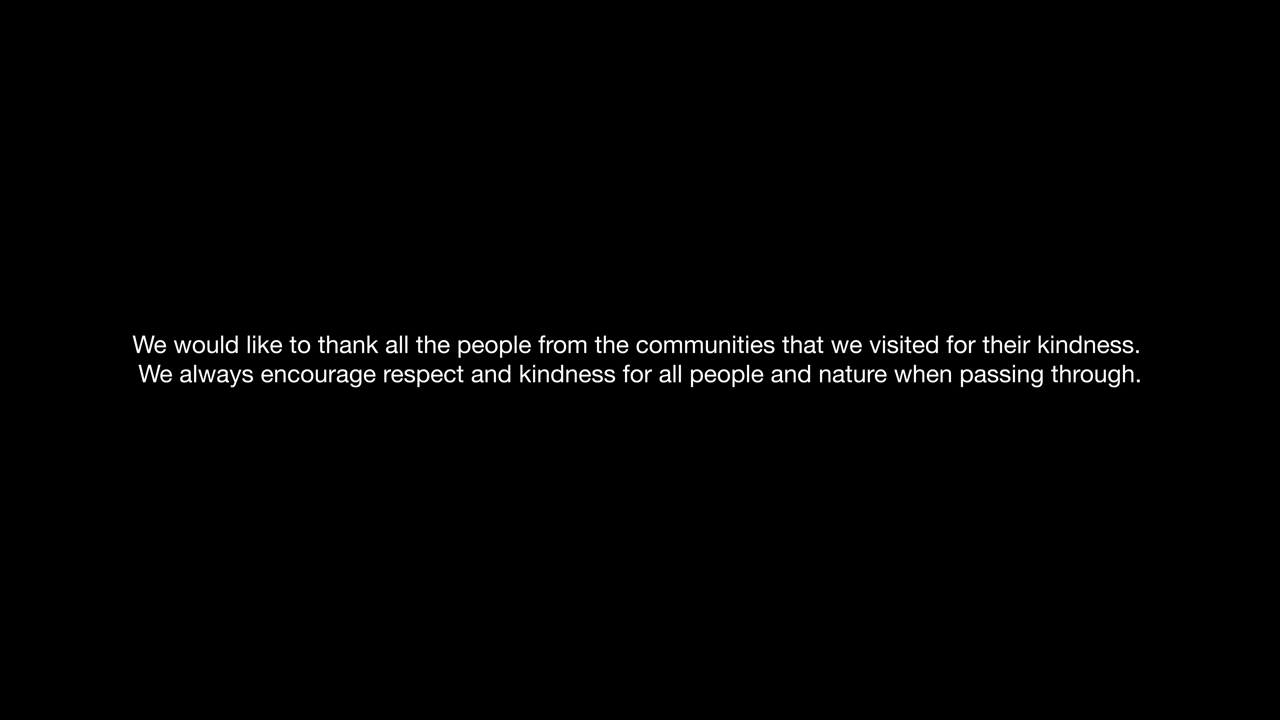 We would like to thank all the people from the communities that we visited for their kindness.
We always encourage respect and kindness for all people and nature when passing through.